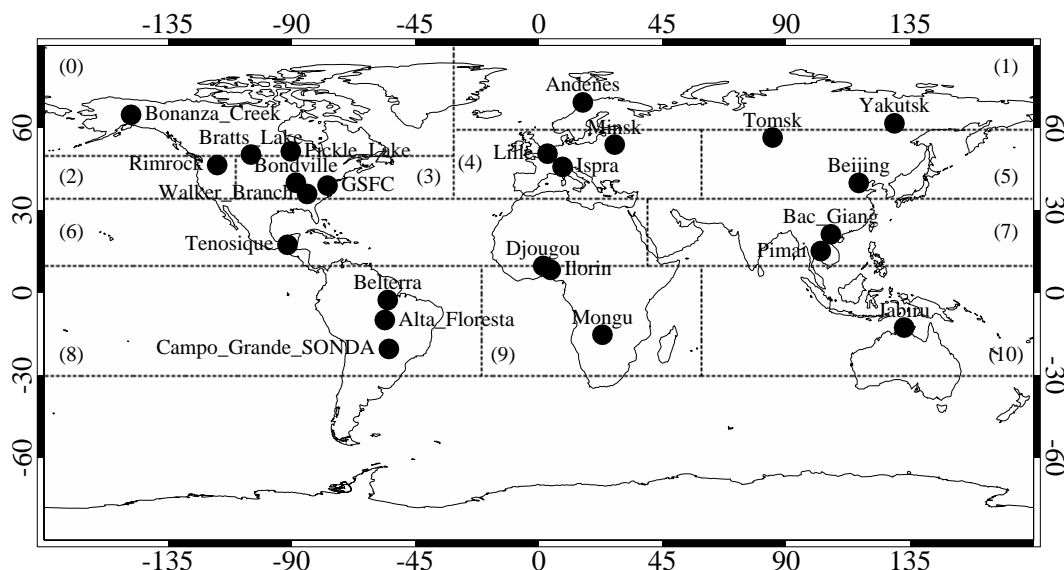 -135 -90 -45 0 45 90 135
(0) (1)
Andenes
60 Bonanza_Creek Yakutsk 60
Bratts_Lake Minsk Tomsk
Rimrock Pickle_Lake Lille
(2) Bondville (3) (4) Ispra Beijing (5)
Walker_Branch GSFC
30 30
(6) Tenosique Bac_Giang (7)
Djougou Pimai
Ilorin
0 Belterra 0
Alta_Floresta Mongu Jabiru
(8) Campo_Grande_SONDA (9) (10)
-30 -30
-60 -60
-135 -90 -45 0 45 90 135